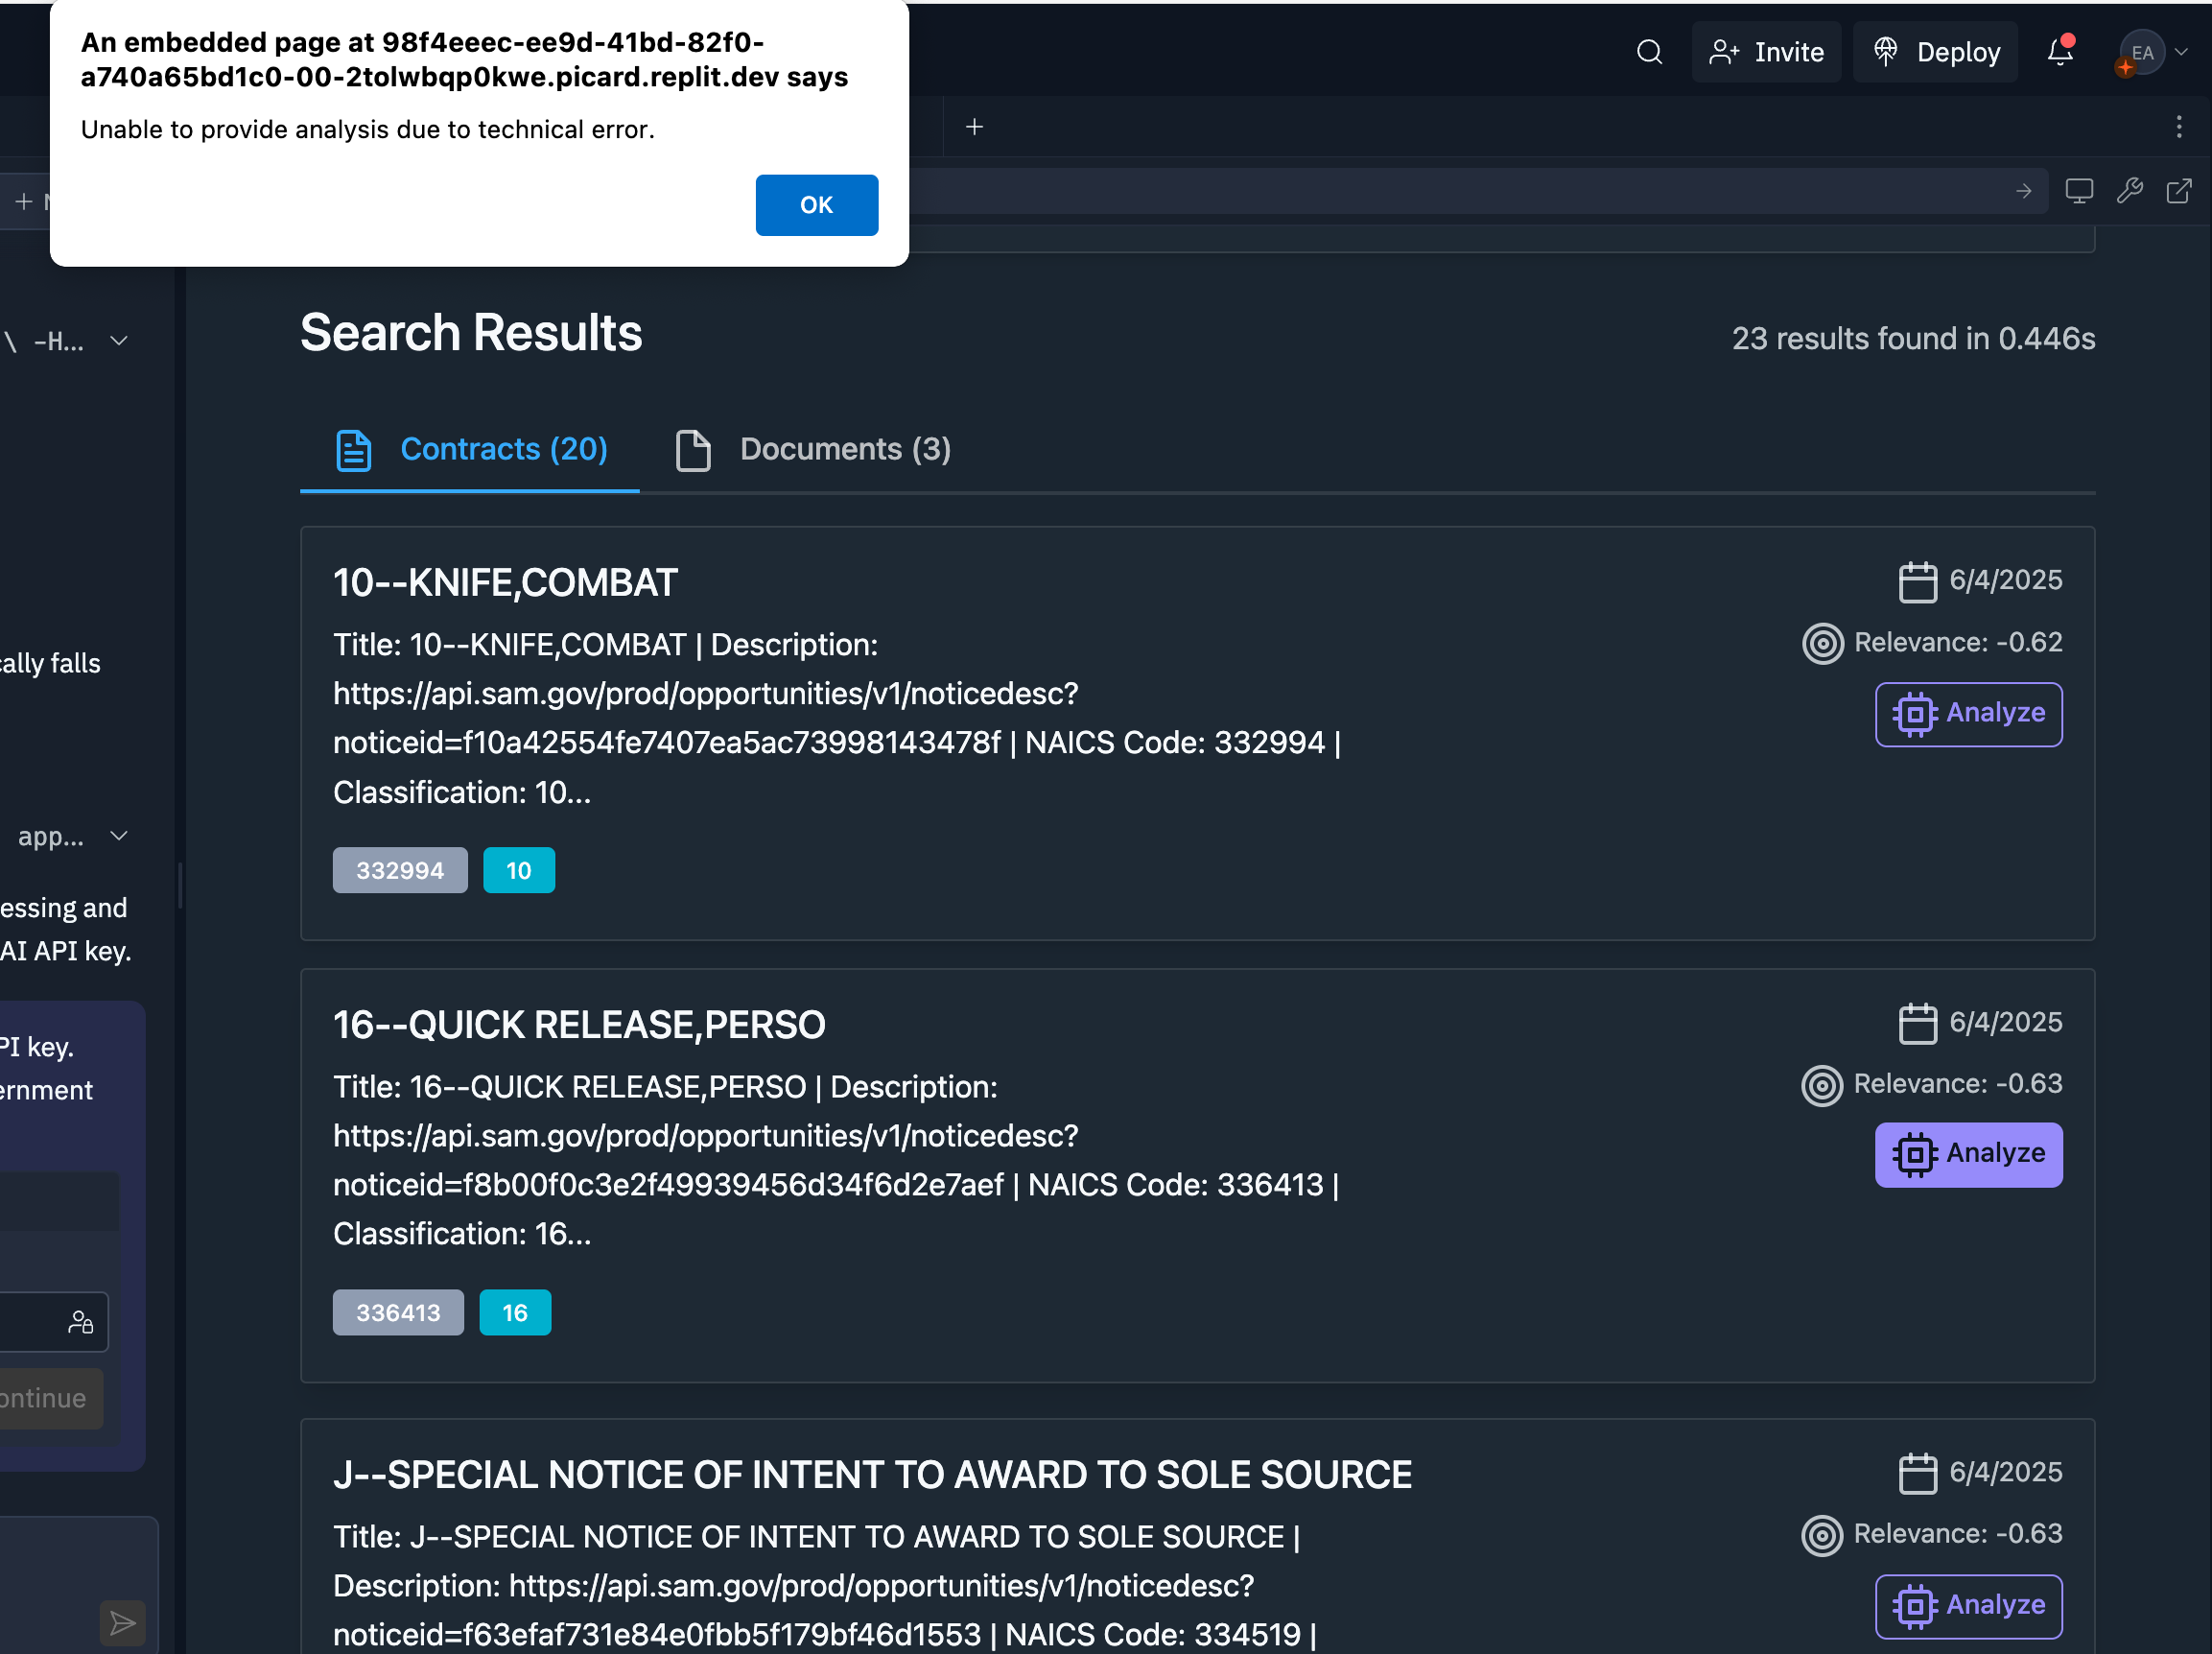 An embedded page at 98f4eeec-ee9d-41bd-82f0-
a740a65bd1c0-00-2tolwbqp0kwe.picard.replit.dev says
Unable to provide analysis due to technical error.
OK
Invite
Deploy
EA
\ -H...
ally falls
app...
essing and
AI API key.
PI key.
ernment
ontinue
Search Results
23 results found in 0.446s
Contracts (20)
Documents (3)
10--KNIFE,COMBAT
6/4/2025
Title: 10--KNIFE,COMBAT | Description:
Relevance: -0.62
https://api.sam.gov/prod/opportunities/v1/noticedesc?
Analyze
noticeid=f10a42554fe7407ea5ac73998143478f | NAICS Code: 332994 |
Classification: 10...
332994
10
16--QUICK RELEASE,PERSO
6/4/2025
Title: 16--QUICK RELEASE,PERSO | Description:
Relevance: -0.63
https://api.sam.gov/prod/opportunities/v1/noticedesc?
Analyze
noticeid=f8b00f0c3e2f49939456d34f6d2e7aef | NAICS Code: 336413 |
Classification: 16...
336413
16
J--SPECIAL NOTICE OF INTENT TO AWARD TO SOLE SOURCE
6/4/2025
Title: J--SPECIAL NOTICE OF INTENT TO AWARD TO SOLE SOURCE |
Relevance: -0.63
Description: https://api.sam.gov/prod/opportunities/v1/noticedesc?
Analyze
noticeid=f63efaf731e84e0fbb5f179bf46d1553 | NAICS Code: 334519 |